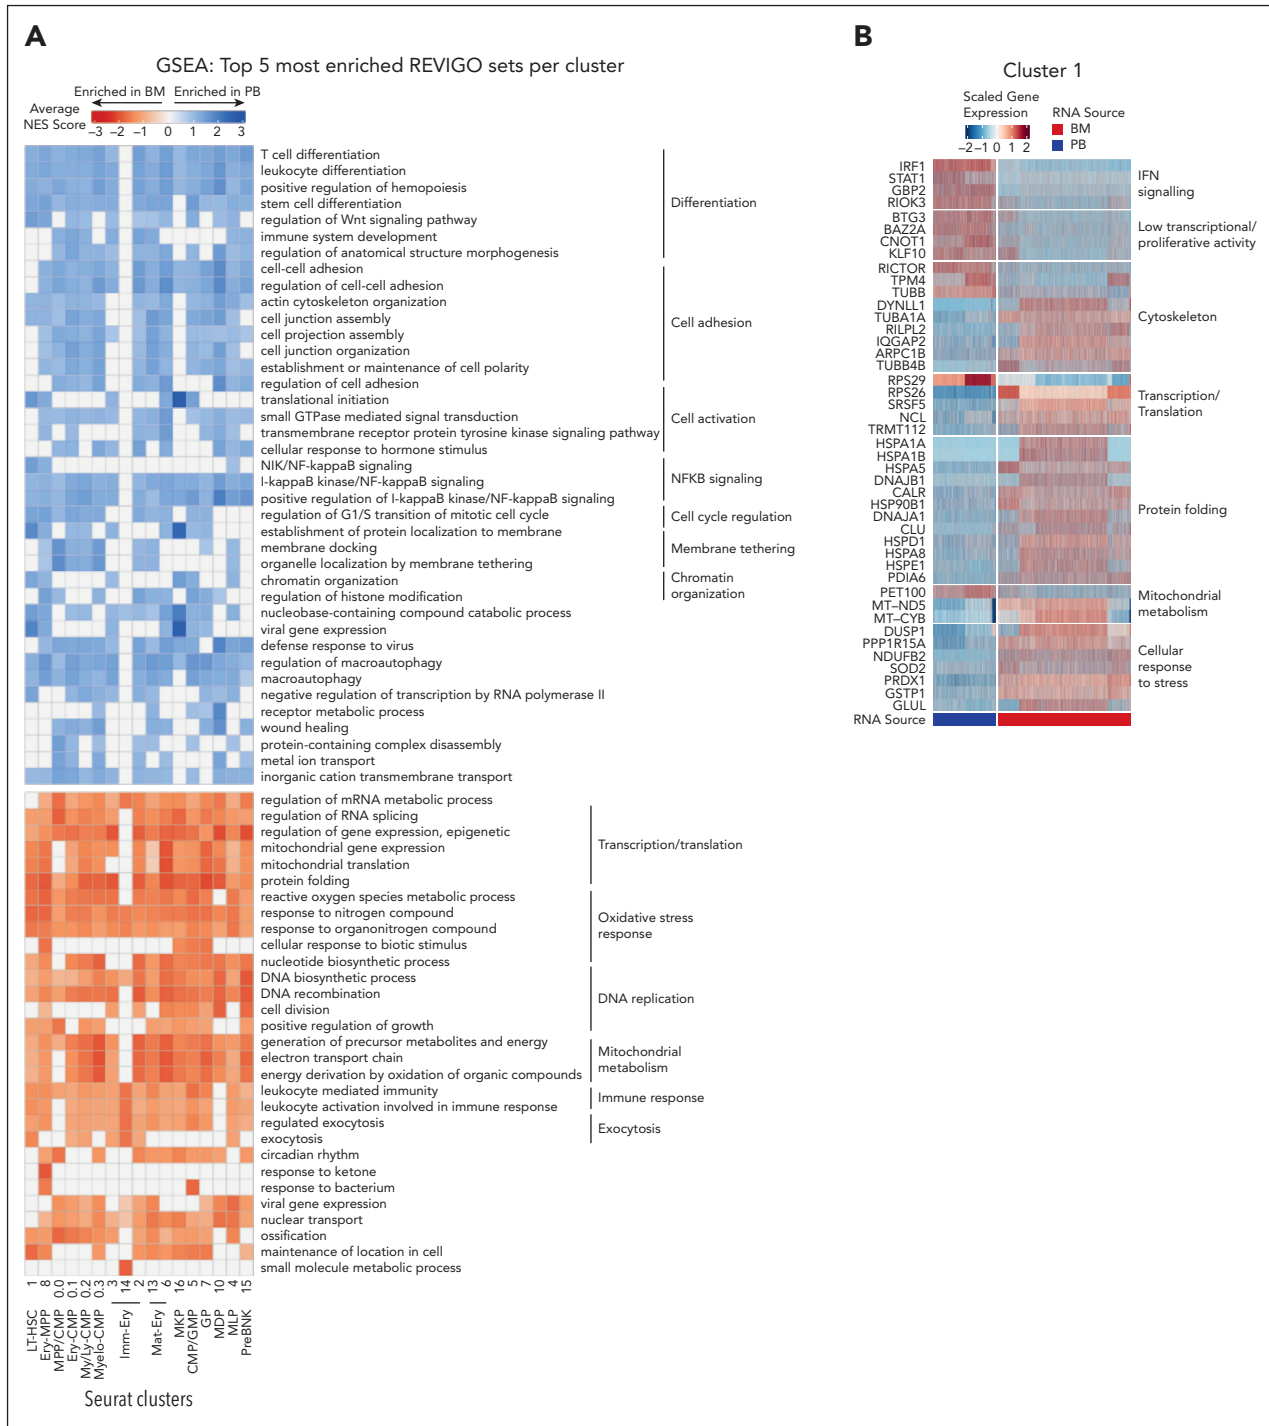 A
GSEA: Top 5 most enriched REVIGO sets per cluster
Enriched in BM
Enriched in PB
Average
NES Score
−3 −2 −1 0 1 2 3
T cell differentiation
leukocyte differentiation
positive regulation of hemopoiesis
stem cell differentiation
regulation of Wnt signaling pathway
immune system development
regulation of anatomical structure morphogenesis
Differentiation
cell-cell adhesion
regulation of cell-cell adhesion
actin cytoskeleton organization
cell junction assembly
cell projection assembly
cell junction organization
establishment or maintenance of cell polarity
regulation of cell adhesion
Cell adhesion
translational initiation
small GTPase mediated signal transduction
transmembrane receptor protein tyrosine kinase signaling pathway
cellular response to hormone stimulus
Cell activation
NIK/NF-kappaB signaling
I-kappaB kinase/NF-kappaB signaling
positive regulation of I-kappaB kinase/NF-kappaB signaling
NFKB signaling
regulation of G1/S transition of mitotic cell cycle
establishment of protein localization to membrane
Cell cycle regulation
membrane docking
organelle localization by membrane tethering
Membrane tethering
chromatin organization
regulation of histone modification
Chromatin
organization
nucleobase-containing compound catabolic process
viral gene expression
defense response to virus
regulation of macroautophagy
macroautophagy
negative regulation of transcription by RNA polymerase II
receptor metabolic process
wound healing
protein-containing complex disassembly
metal ion transport
inorganic cation transmembrane transport
regulation of mRNA metabolic process
regulation of RNA splicing
regulation of gene expression, epigenetic
mitochondrial gene expression
mitochondrial translation
protein folding
Transcription/translation
reactive oxygen species metabolic process
response to nitrogen compound
response to organonitrogen compound
cellular response to biotic stimulus
Oxidative stress
response
nucleotide biosynthetic process
DNA biosynthetic process
DNA recombination
cell division
positive regulation of growth
DNA replication
generation of precursor metabolites and energy
electron transport chain
energy derivation by oxidation of organic compounds
Mitochondrial
metabolism
leukocyte mediated immunity
leukocyte activation involved in immune response
Immune response
regulated exocytosis
exocytosis
Exocytosis
circadian rhythm
response to ketone
response to bacterium
viral gene expression
nuclear transport
ossification
maintenance of location in cell
small molecule metabolic process
1 8 0.0 0.1 0.2 0.3 3 14 2 13 6 16 5 7 10 4 15
LT-HSC
Ery-MPP
MPP/CMP
Ery-CMP
My/Ly-CMP
Myelo-CMP
Imm-Ery
Mat-Ery
MKP
CMP/GMP
GP
MDP
MLP
PreBNK
Seurat clusters
B
Cluster 1
Scaled Gene
Expression
−2 −1 0 1 2
RNA Source
BM
PB
IRF1
STAT1
GBP2
RIOK3
IFN
signalling
BTG3
BAZ2A
CNOT1
KLF10
Low transcriptional/
proliferative activity
RICTOR
TPM4
TUBB
DYNLL1
TUBA1A
RILPL2
IQGAP2
ARPC1B
TUBB4B
Cytoskeleton
RPS29
RPS26
SRSF5
NCL
TRMT112
Transcription/
Translation
HSPA1A
HSPA1B
HSPA5
DNAJB1
CALR
HSP90B1
DNAJA1
CLU
HSPD1
HSPA8
HSPE1
PDIA6
Protein folding
PET100
MT−ND5
MT−CYB
Mitochondrial
metabolism
DUSP1
PPP1R15A
NDUFB2
SOD2
PRDX1
GSTP1
GLUL
Cellular
response
to stress
RNA Source